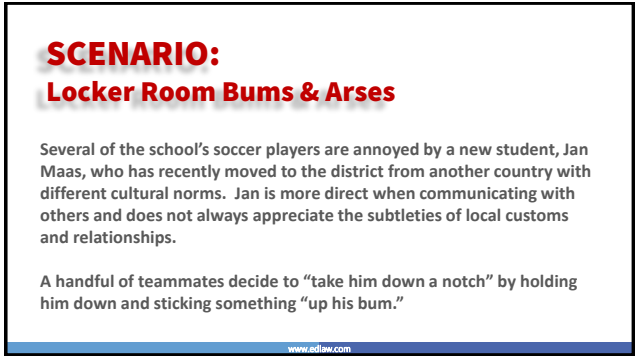 SCENARIO:
Locker Room Bums & Arses
Several of the school’s soccer players are annoyed by a new student, Jan
Maas, who has recently moved to the district from another country with
different cultural norms.  Jan is more direct when communicating with
others and does not always appreciate the subtleties of local customs
and relationships.
A handful of teammates decide to “take him down a notch” by holding
him down and sticking something “up his bum.”
www.edlaw.com